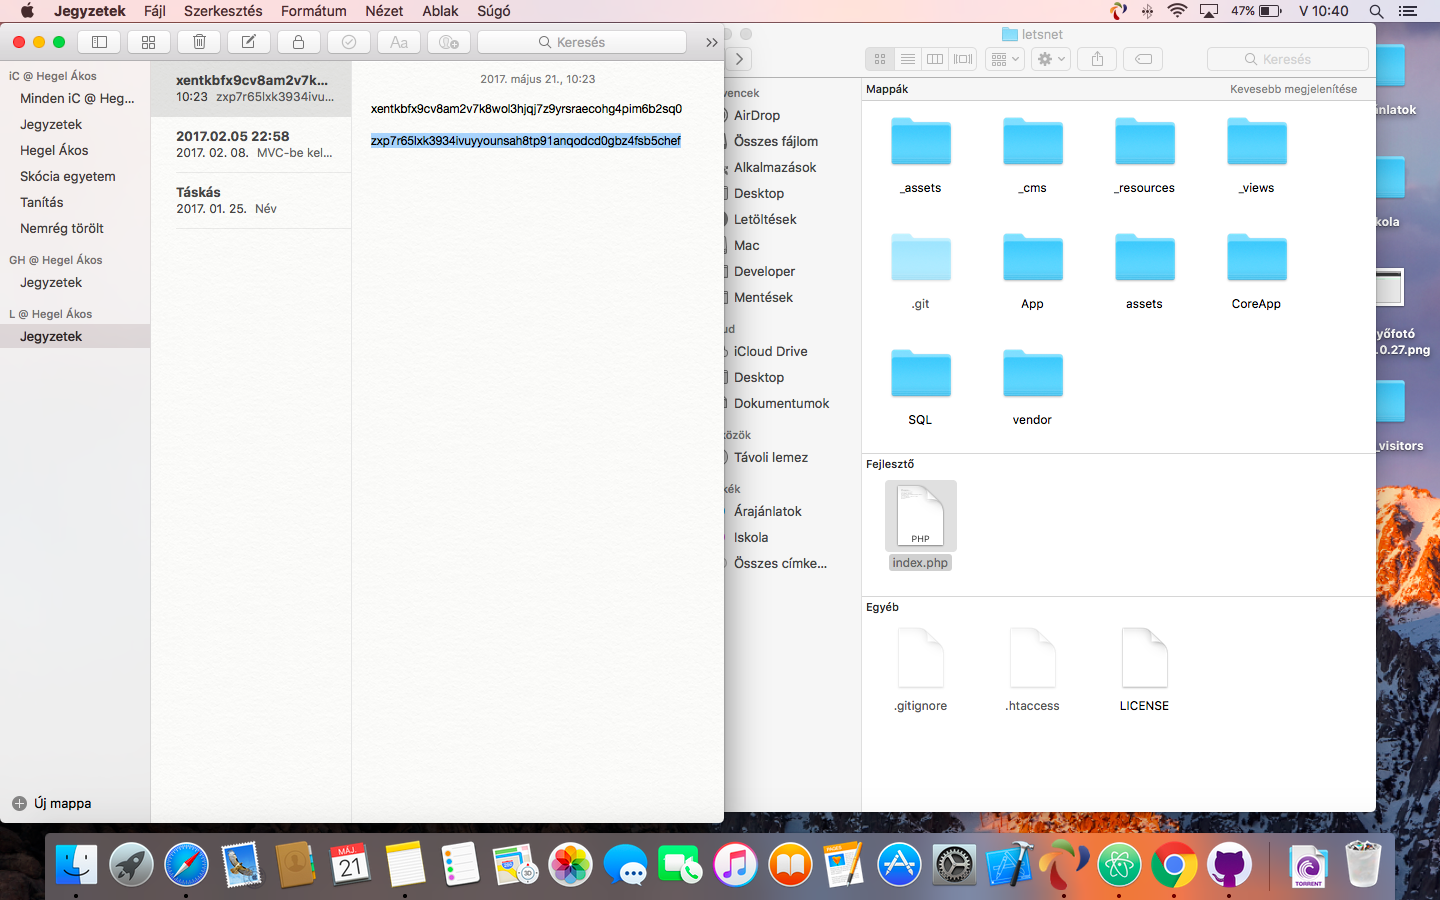 Jegyzetek Fájl Szerkesztés Formátum Nézet Ablak Súgó 47% V 10:40
Keresés
iC @ Hegel Ákos
Minden iC @ Heg...
Jegyzetek
Hegel Ákos
Skócia egyetem
Tanítás
Nemrég törölt
GH @ Hegel Ákos
Jegyzetek
L @ Hegel Ákos
Jegyzetek
Új mappa
xentkbfx9cv8am2v7k...
10:23 zxp7r65lxk3934ivu...
2017.02.05 22:58
2017. 02. 08. MVC-be kel...
Táskás
2017. 01. 25. Név
2017. május 21., 10:23
xentkbfx9cv8am2v7k8wol3hjqj7z9yrsraecohg4pim6b2sq0
zxp7r65lxk3934ivuyyounsah8tp91anqodcd0gbz4fsb5chef
letsnet
Keresés
vencek
AirDrop
Összes fájlom
Alkalmazások
Desktop
Letöltések
Mac
Developer
Mentések
ud
iCloud Drive
Desktop
Dokumentumok
közök
Távoli lemez
kék
Árajánlatok
Iskola
Összes címke...
Mappák Kevesebb megjelenítése
_assets _cms _resources _views
.git App assets CoreApp
SQL vendor
Fejlesztő
PHP
index.php
Egyéb
.gitignore .htaccess LICENSE
nlatok
kola
yőfotó
.0.27.png
_visitors
MÁJ.
21
3D
PAGES
TORRENT